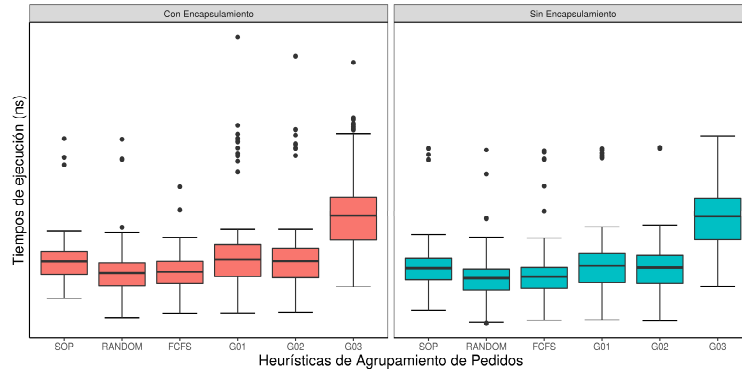 Con Encapsulamiento
Sin Encapsulamiento
Tiempos de ejecución (ns)
SOP RANDOM FCFS G01 G02 G03
SOP RANDOM FCFS G01 G02 G03
Heurísticas de Agrupamiento de Pedidos